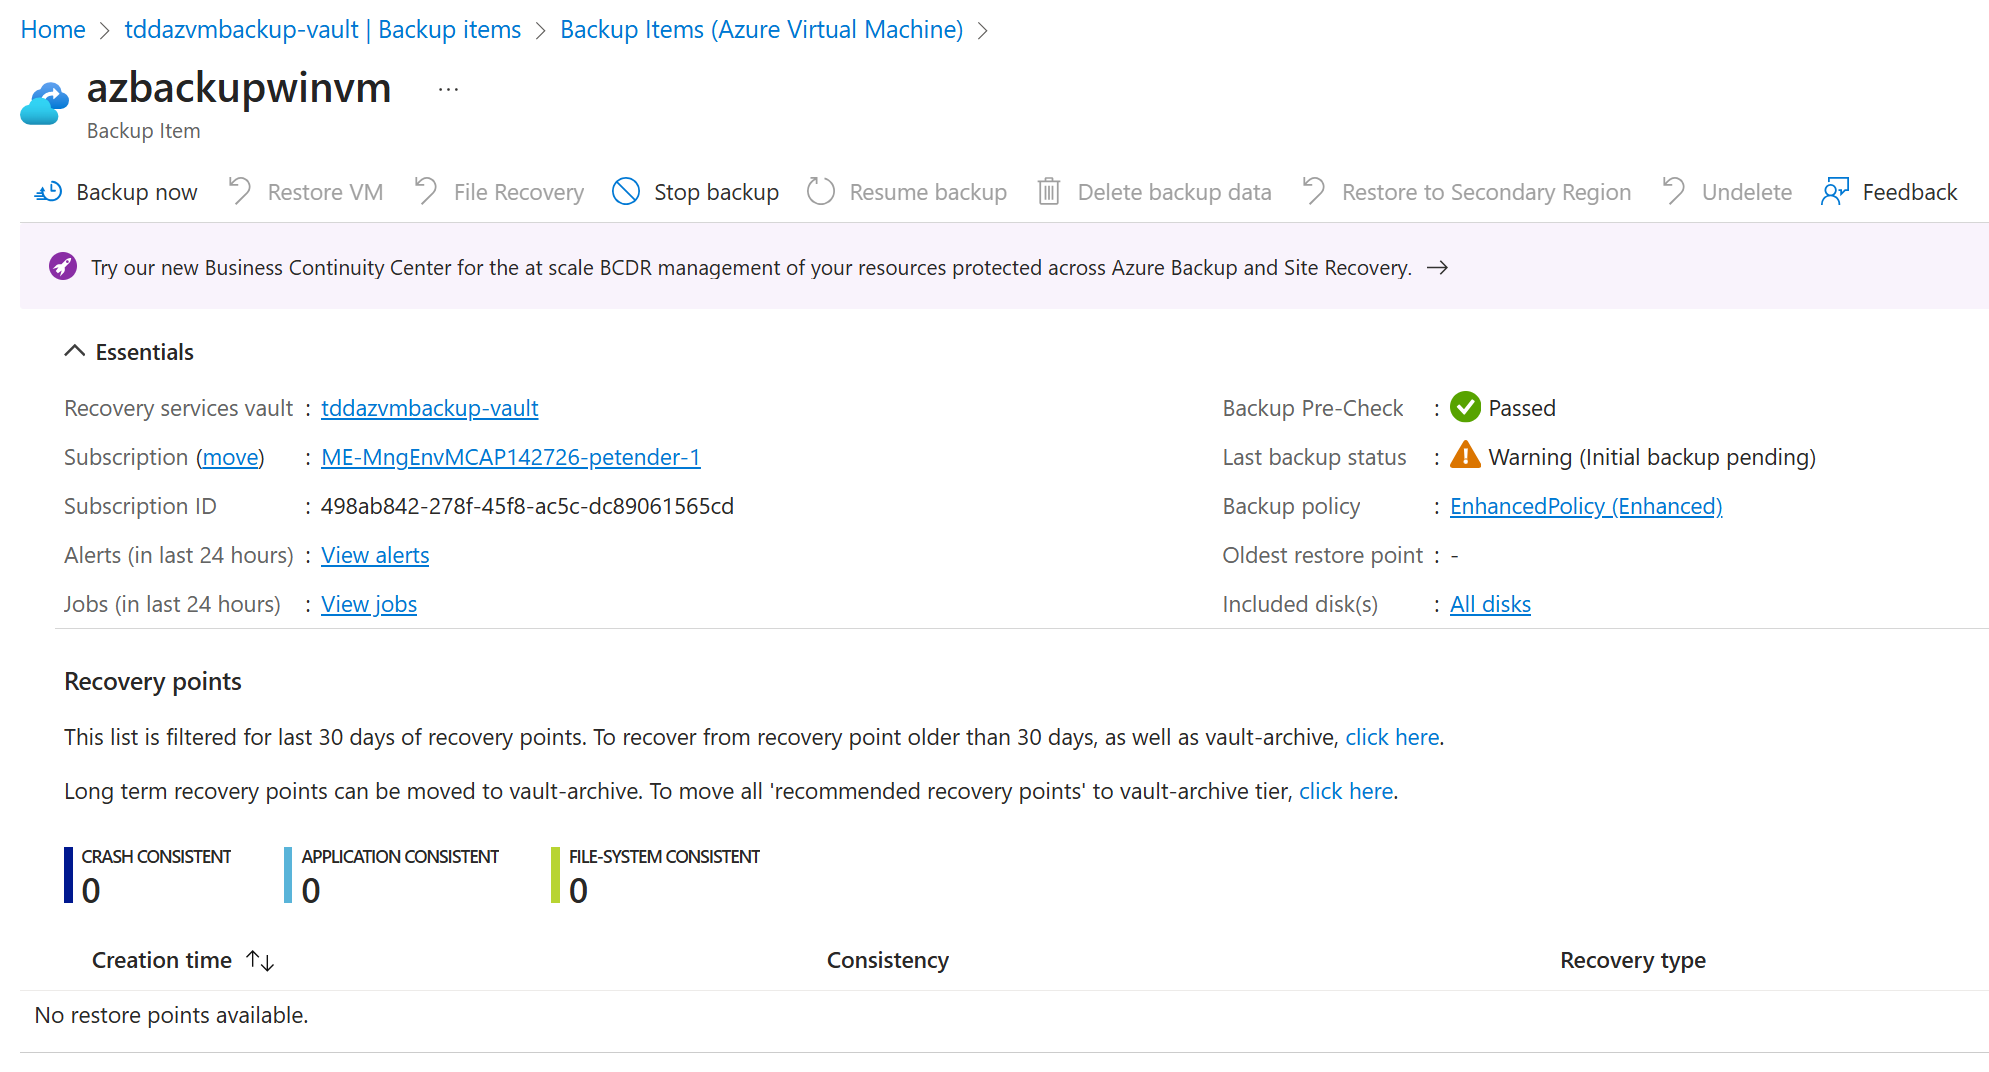 Home > tddazvmbackup-vault | Backup items > Backup Items (Azure Virtual Machine) >
azbackupwinvm ...
Backup Item
Backup now Restore VM File Recovery Stop backup Resume backup Delete backup data Restore to Secondary Region Undelete Feedback
Try our new Business Continuity Center for the at scale BCDR management of your resources protected across Azure Backup and Site Recovery. →
Essentials
Recovery services vault : tddazvmbackup-vault
Subscription (move) : ME-MngEnvMCAP142726-petender-1
Subscription ID : 498ab842-278f-45f8-ac5c-dc89061565cd
Alerts (in last 24 hours) : View alerts
Jobs (in last 24 hours) : View jobs
Backup Pre-Check : Passed
Last backup status : Warning (Initial backup pending)
Backup policy : EnhancedPolicy (Enhanced)
Oldest restore point : -
Included disk(s) : All disks
Recovery points
This list is filtered for last 30 days of recovery points. To recover from recovery point older than 30 days, as well as vault-archive, click here.
Long term recovery points can be moved to vault-archive. To move all 'recommended recovery points' to vault-archive tier, click here.
CRASH CONSISTENT
0
APPLICATION CONSISTENT
0
FILE-SYSTEM CONSISTENT
0
Creation time ↑↓ Consistency Recovery type
No restore points available.